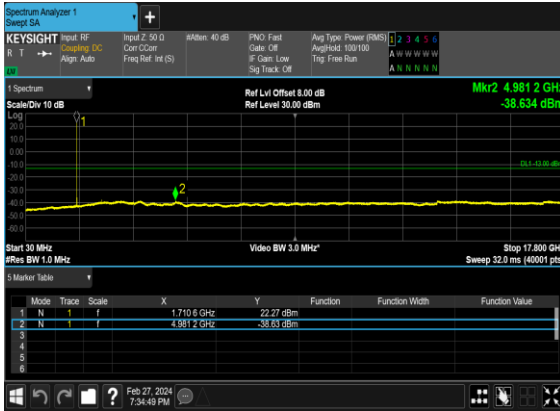 Spectrum Analyzer 1
Swept SA
+
KEYSIGHT Input: RF Input Z: 50 Ω #Atten: 40 dB PNO: Fast Avg Type: Power (RMS) 1 2 3 4 5 6
R T Coupling: DC Corr CCorr Gate: Off Avg|Hold: 100/100 A W W W W W
Align: Auto Freq Ref: Int (S) IF Gain: Low Trig: Free Run
Sig Track: Off A N N N N N
1 Spectrum Ref Lvl Offset 8.00 dB Mkr2 4.981 2 GHz
Scale/Div 10 dB Ref Level 30.00 dBm -38.634 dBm
Log
20.0
10.0
0.00
-10.0
DL1 -13.00 dBm
-20.0
-30.0
-40.0
-50.0
-60.0
1
2
Start 30 MHz Video BW 3.0 MHz* Stop 17.800 GH
#Res BW 1.0 MHz Sweep 32.0 ms (40001 pts
5 Marker Table
Mode Trace Scale X Y Function Function Width Function Value
1 N 1 f 1.710 6 GHz 22.27 dBm
2 N 1 f 4.981 2 GHz -38.63 dBm
3
4
5
6
? Feb 27, 2024
7:34:49 PM